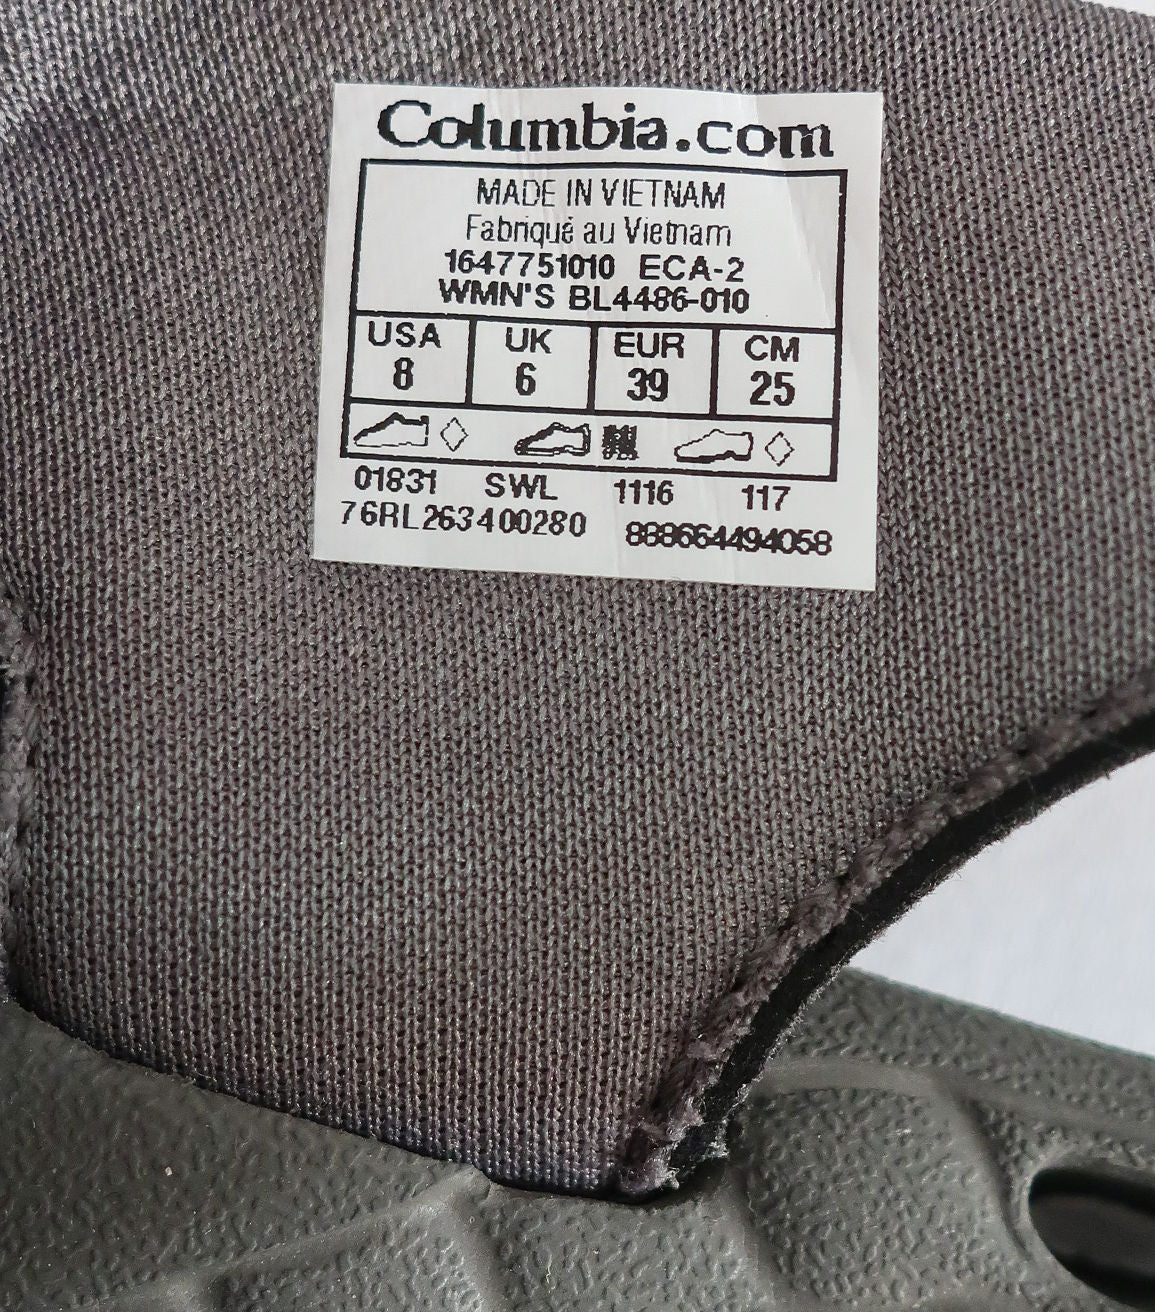 Columbia.com
MADE IN VIETNAM
Fabriqué au Vietnam
1647751010 ECA-2
WMN'S BL4486-010
USA UK EUR CM
8 6 39 25
01831 SWL 1116 117
76RL263400280 888664494058